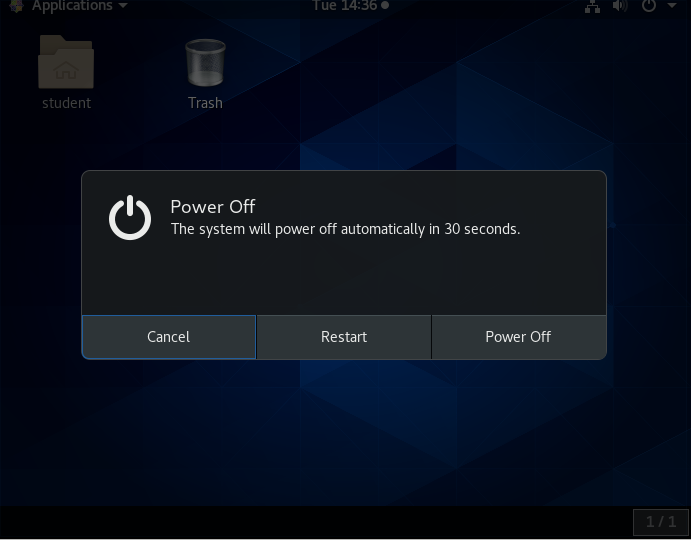 Applications
Tue 14:36
student
Trash
Power Off
The system will power off automatically in 30 seconds.
Cancel
Restart
Power Off
1 / 1